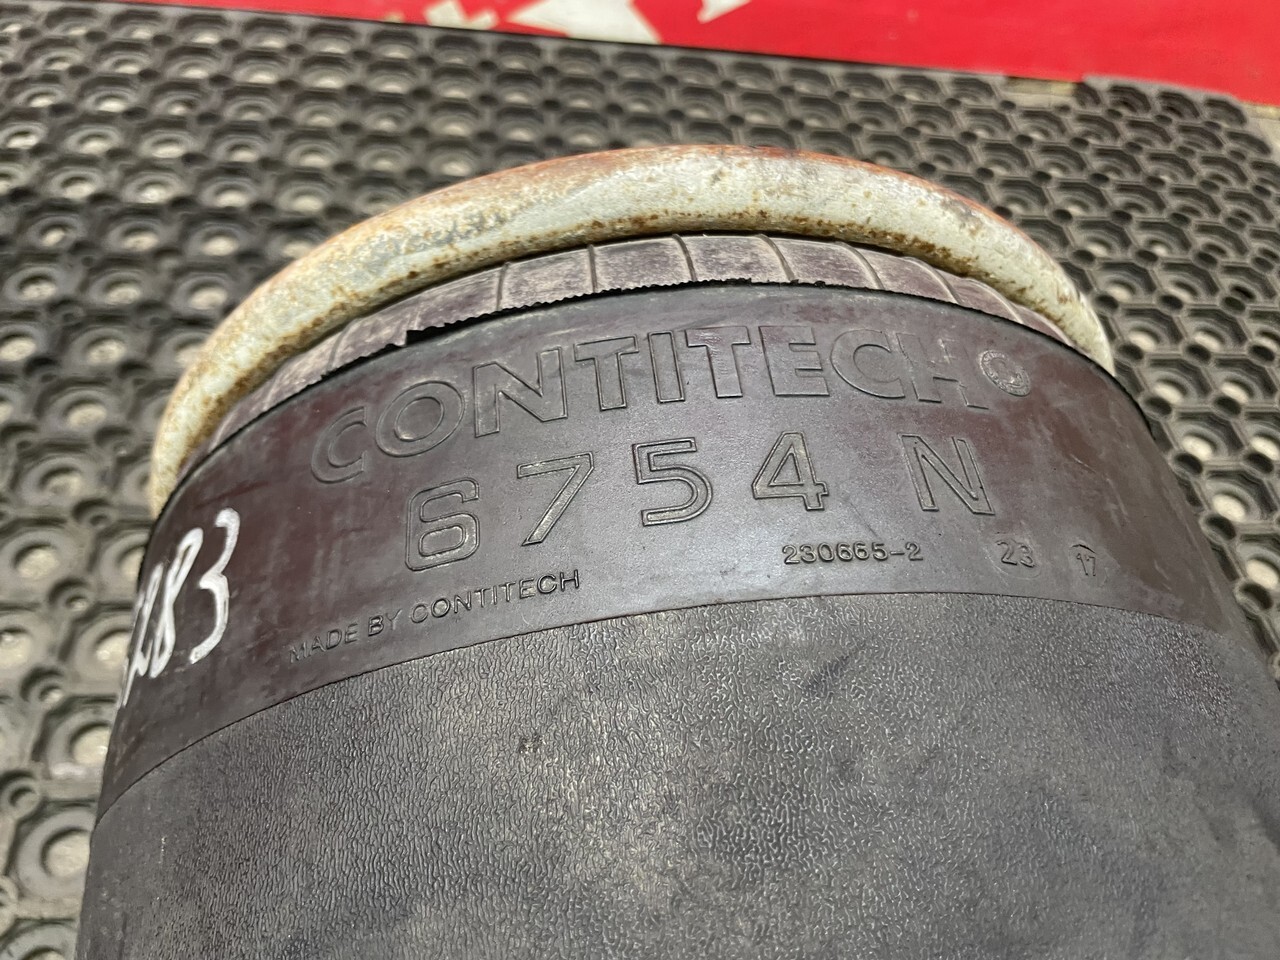 CONTITECH
6754 N
230665-2 23 17
MADE BY CONTITECH